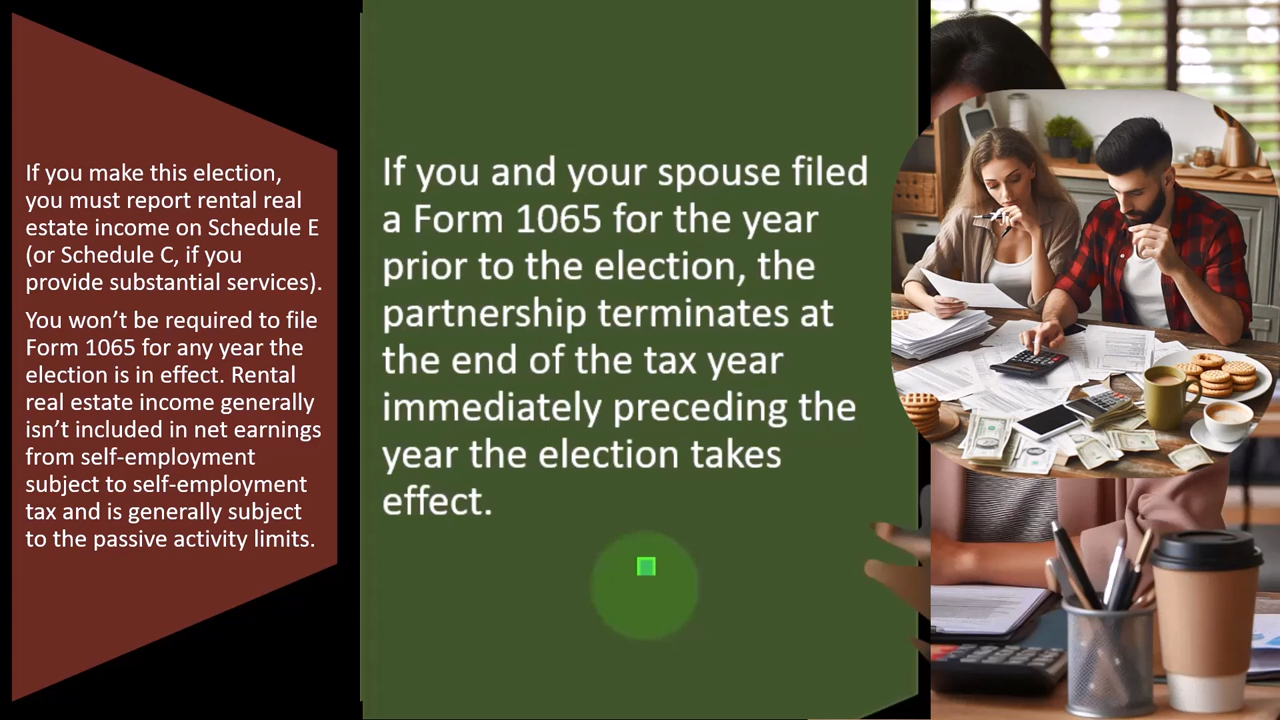 If you make this election,
you must report rental real
estate income on Schedule E
(or Schedule C, if you
provide substantial services).
You won’t be required to file
Form 1065 for any year the
election is in effect. Rental
real estate income generally
isn’t included in net earnings
from self-employment
subject to self-employment
tax and is generally subject
to the passive activity limits.
If you and your spouse filed
a Form 1065 for the year
prior to the election, the
partnership terminates at
the end of the tax year
immediately preceding the
year the election takes
effect.